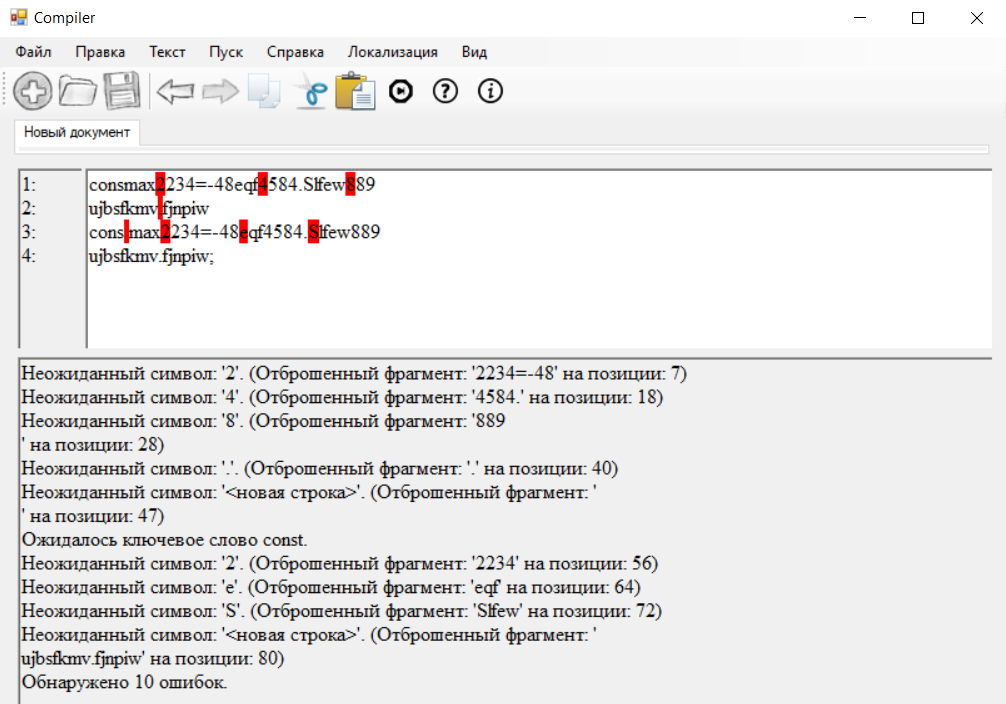 Compiler
Файл Правка Текст Пуск Справка Локализация Вид
Новый документ
1: consmax2234=-48eqf4584.Slfew889
2: ujbsfkmv.fjnpiw
3: cons max2234=-48eqf4584.Slfew889
4: ujbsfkmv.fjnpiw;
Неожиданный символ: '2'. (Отброшенный фрагмент: '2234=-48' на позиции: 7)
Неожиданный символ: '4'. (Отброшенный фрагмент: '4584.' на позиции: 18)
Неожиданный символ: '8'. (Отброшенный фрагмент: '889
' на позиции: 28)
Неожиданный символ: '.'. (Отброшенный фрагмент: '.' на позиции: 40)
Неожиданный символ: '<новая строка>'. (Отброшенный фрагмент: '
' на позиции: 47)
Ожидалось ключевое слово const.
Неожиданный символ: '2'. (Отброшенный фрагмент: '2234' на позиции: 56)
Неожиданный символ: 'e'. (Отброшенный фрагмент: 'eqf' на позиции: 64)
Неожиданный символ: 'S'. (Отброшенный фрагмент: 'Slfew' на позиции: 72)
Неожиданный символ: '<новая строка>'. (Отброшенный фрагмент: '
ujbsfkmv.fjnpiw' на позиции: 80)
Обнаружено 10 ошибок.